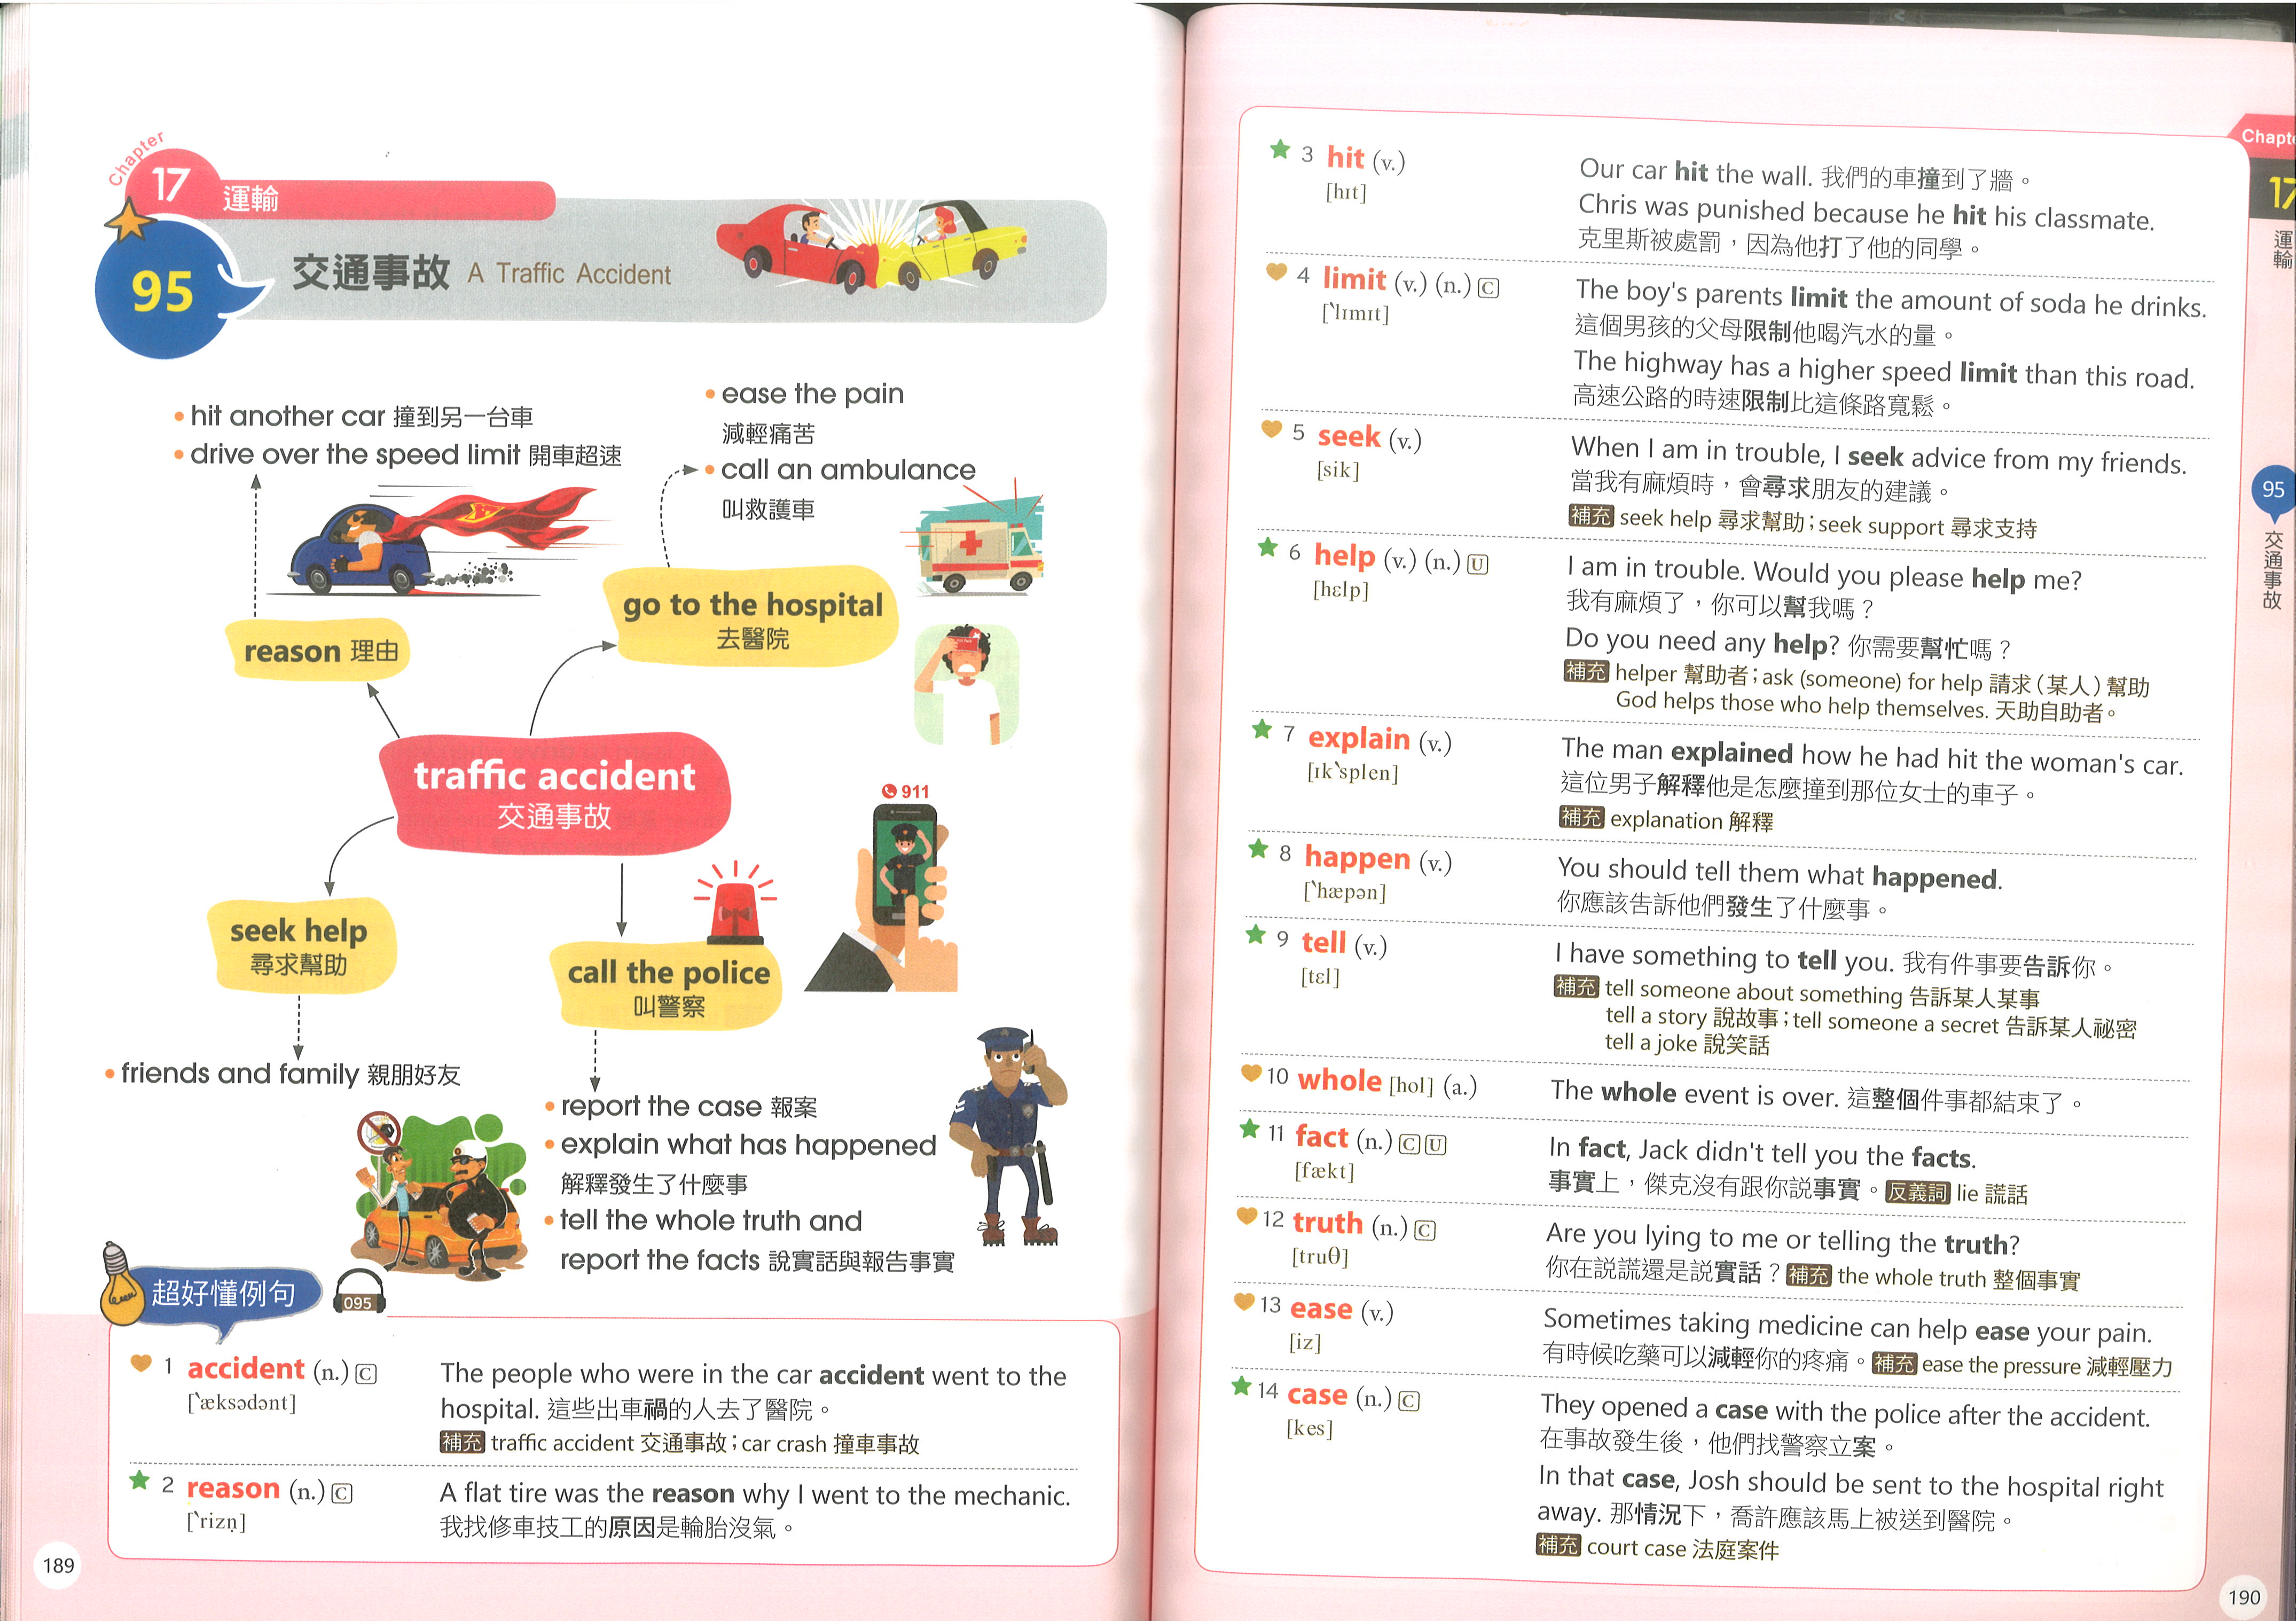 Chapter
17 運輸
95 交通事故 A Traffic Accident
• hit another car 撞到另一台車
• drive over the speed limit 開車超速
• ease the pain
減輕痛苦
• call an ambulance
叫救護車
reason 理由
go to the hospital
去醫院
traffic accident
交通事故
911
seek help
尋求幫助
call the police
叫警察
• friends and family 親朋好友
• report the case 報案
• explain what has happened
解釋發生了什麼事
• tell the whole truth and
report the facts 說實話與報告事實
超好懂例句 095
1 accident (n.) C
[ˋæksədənt]
The people who were in the car accident went to the
hospital. 這些出車禍的人去了醫院。
補充 traffic accident 交通事故；car crash 撞車事故
2 reason (n.) C
[ˋrizn̩]
A flat tire was the reason why I went to the mechanic.
我找修車技工的原因是輪胎沒氣。
189
3 hit (v.)
[hɪt]
Our car hit the wall. 我們的車撞到了牆。
Chris was punished because he hit his classmate.
克里斯被處罰，因為他打了他的同學。
4 limit (v.) (n.) C
[ˋlɪmɪt]
The boy's parents limit the amount of soda he drinks.
這個男孩的父母限制他喝汽水的量。
The highway has a higher speed limit than this road.
高速公路的時速限制比這條路寬鬆。
5 seek (v.)
[sik]
When I am in trouble, I seek advice from my friends.
當我有麻煩時，會尋求朋友的建議。
補充 seek help 尋求幫助；seek support 尋求支持
6 help (v.) (n.) U
[hɛlp]
I am in trouble. Would you please help me?
我有麻煩了，你可以幫我嗎？
Do you need any help? 你需要幫忙嗎？
補充 helper 幫助者；ask (someone) for help 請求（某人）幫助
God helps those who help themselves. 天助自助者。
7 explain (v.)
[ɪkˋsplen]
The man explained how he had hit the woman's car.
這位男子解釋他是怎麼撞到那位女士的車子。
補充 explanation 解釋
8 happen (v.)
[ˋhæpən]
You should tell them what happened.
你應該告訴他們發生了什麼事。
9 tell (v.)
[tɛl]
I have something to tell you. 我有件事要告訴你。
補充 tell someone about something 告訴某人某事
tell a story 說故事；tell someone a secret 告訴某人祕密
tell a joke 說笑話
10 whole [hol] (a.)
The whole event is over. 這整個件事都結束了。
11 fact (n.) C U
[fækt]
In fact, Jack didn't tell you the facts.
事實上，傑克沒有跟你說事實。反義詞 lie 謊話
12 truth (n.) C
[truθ]
Are you lying to me or telling the truth?
你在說謊還是說實話？補充 the whole truth 整個事實
13 ease (v.)
[iz]
Sometimes taking medicine can help ease your pain.
有時候吃藥可以減輕你的疼痛。補充 ease the pressure 減輕壓力
14 case (n.) C
[kes]
They opened a case with the police after the accident.
在事故發生後，他們找警察立案。
In that case, Josh should be sent to the hospital right
away. 那情況下，喬許應該馬上被送到醫院。
補充 court case 法庭案件
Chapte
17
運輸
95
交通事故
190